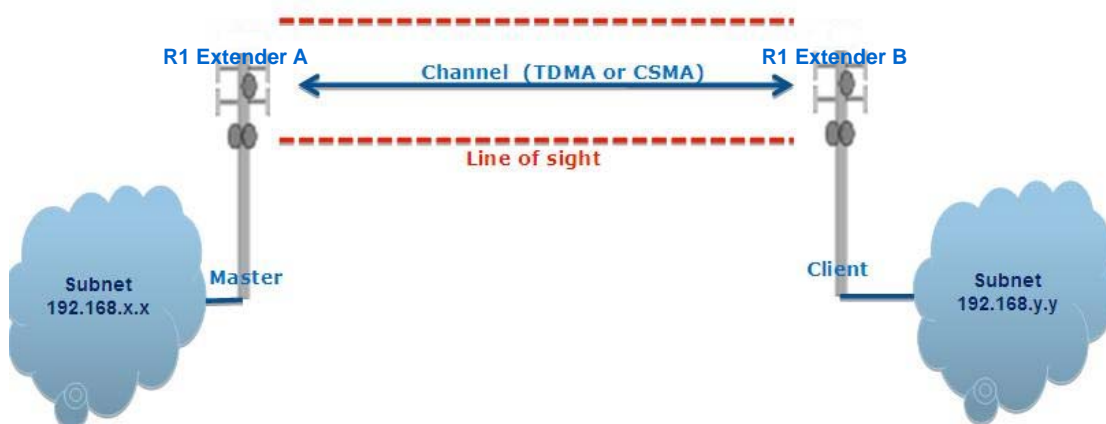 R1 Extender A
R1 Extender B
Channel (TDMA or CSMA)
Line of sight
Master
Client
Subnet
192.168.x.x
Subnet
192.168.y.y